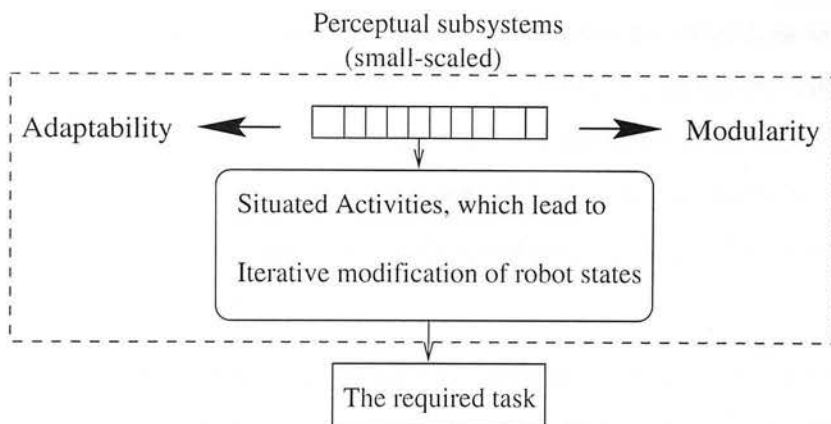 Perceptual subsystems
(small-scaled)
Adaptability
Modularity
Situated Activities, which lead to
Iterative modification of robot states
The required task